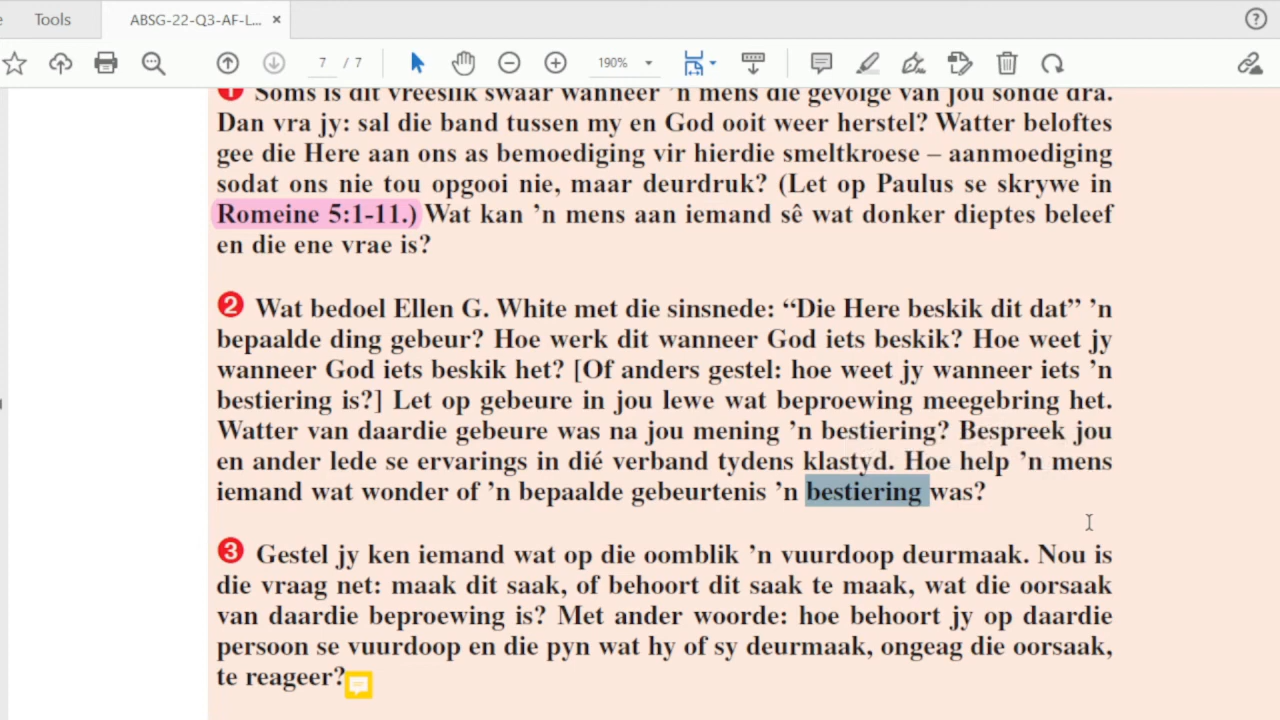 Tools
ABSG-22-Q3-AF-L... ×
7 / 7
190%
1 Soms is dit vreeslik swaar wanneer ’n mens die gevolge van jou sonde dra.
Dan vra jy: sal die band tussen my en God ooit weer herstel? Watter beloftes
gee die Here aan ons as bemoediging vir hierdie smeltkroese – aanmoediging
sodat ons nie tou opgooi nie, maar deurdruk? (Let op Paulus se skrywe in
Romeine 5:1-11.) Wat kan ’n mens aan iemand sê wat donker dieptes beleef
en die ene vrae is?
2 Wat bedoel Ellen G. White met die sinsnede: “Die Here beskik dit dat” ’n
bepaalde ding gebeur? Hoe werk dit wanneer God iets beskik? Hoe weet jy
wanneer God iets beskik het? [Of anders gestel: hoe weet jy wanneer iets ’n
bestiering is?] Let op gebeure in jou lewe wat beproewing meegebring het.
Watter van daardie gebeure was na jou mening ’n bestiering? Bespreek jou
en ander lede se ervarings in dié verband tydens klastyd. Hoe help ’n mens
iemand wat wonder of ’n bepaalde gebeurtenis ’n bestiering was?
3 Gestel jy ken iemand wat op die oomblik ’n vuurdoop deurmaak. Nou is
die vraag net: maak dit saak, of behoort dit saak te maak, wat die oorsaak
van daardie beproewing is? Met ander woorde: hoe behoort jy op daardie
persoon se vuurdoop en die pyn wat hy of sy deurmaak, ongeag die oorsaak,
te reageer?